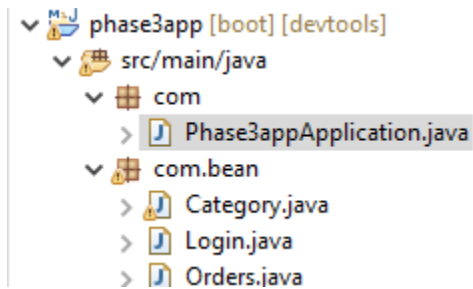 phase3app [boot] [devtools]
src/main/java
com
Phase3appApplication.java
com.bean
Category.java
Login.java
Orders.java